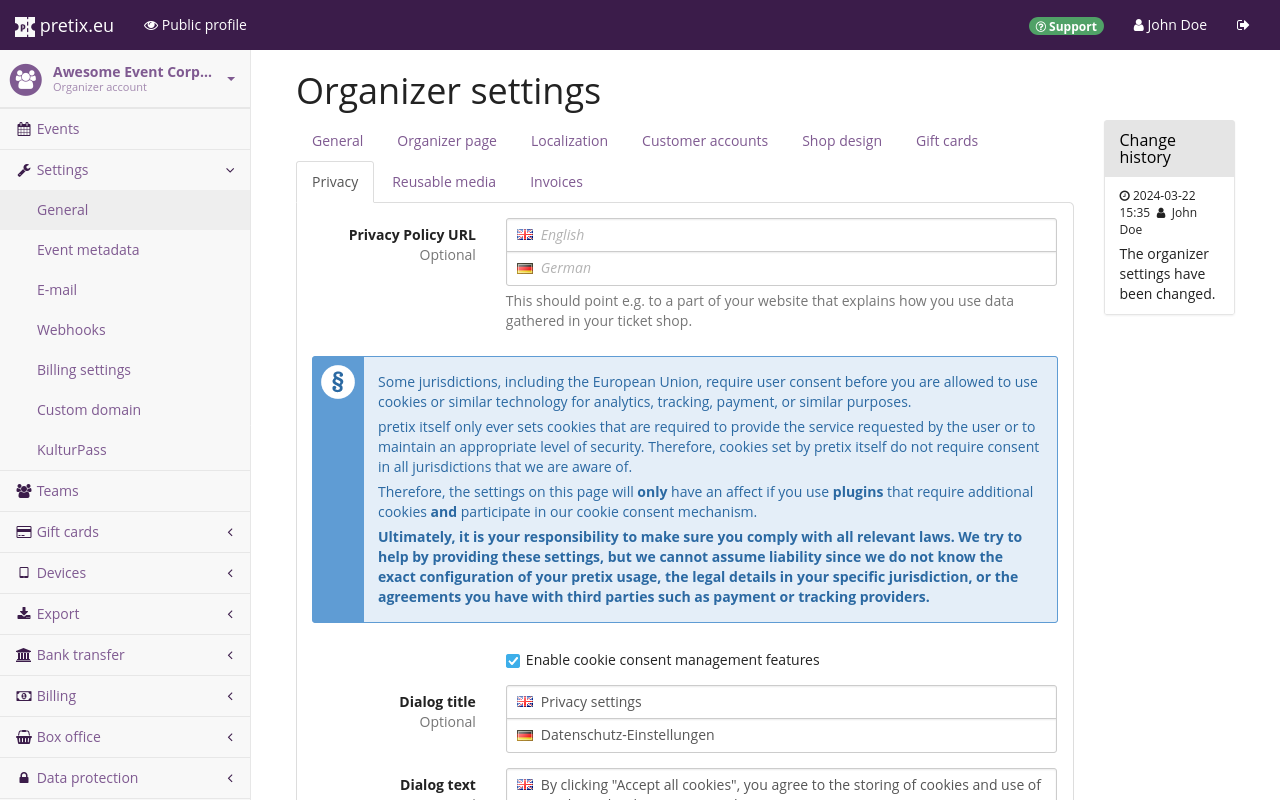 pretix.eu
Public profile
Support
John Doe
Awesome Event Corp...
Organizer account
Events
Settings
General
Event metadata
E-mail
Webhooks
Billing settings
Custom domain
KulturPass
Teams
Gift cards
Devices
Export
Bank transfer
Billing
Box office
Data protection
Organizer settings
General
Organizer page
Localization
Customer accounts
Shop design
Gift cards
Privacy
Reusable media
Invoices
Privacy Policy URL
Optional
English
German
This should point e.g. to a part of your website that explains how you use data
gathered in your ticket shop.
§
Some jurisdictions, including the European Union, require user consent before you are allowed to use
cookies or similar technology for analytics, tracking, payment, or similar purposes.
pretix itself only ever sets cookies that are required to provide the service requested by the user or to
maintain an appropriate level of security. Therefore, cookies set by pretix itself do not require consent
in all jurisdictions that we are aware of.
Therefore, the settings on this page will only have an affect if you use plugins that require additional
cookies and participate in our cookie consent mechanism.
Ultimately, it is your responsibility to make sure you comply with all relevant laws. We try to
help by providing these settings, but we cannot assume liability since we do not know the
exact configuration of your pretix usage, the legal details in your specific jurisdiction, or the
agreements you have with third parties such as payment or tracking providers.
Enable cookie consent management features
Dialog title
Optional
Privacy settings
Datenschutz-Einstellungen
Dialog text
By clicking "Accept all cookies", you agree to the storing of cookies and use of
Change
history
2024-03-22
15:35 John
Doe
The organizer
settings have
been changed.